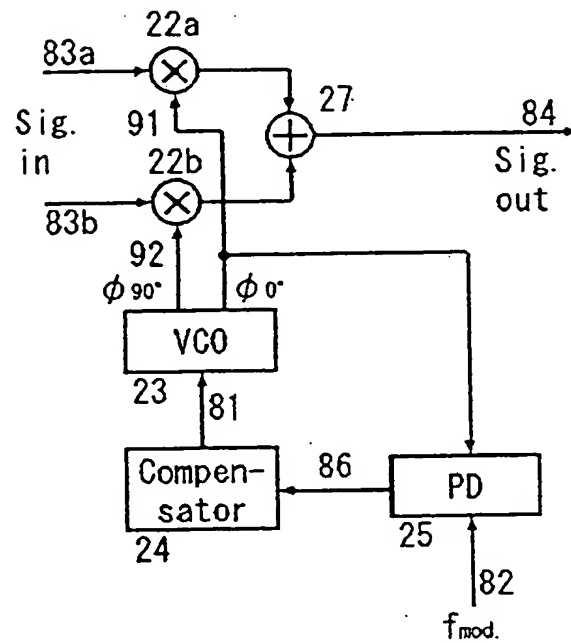 22a
83a
27
84
Sig.
in
91
22b
Sig.
out
83b
92
ϕ90° ϕ0°
VCO
23
81
Compen-
sator
86
PD
24
25
82
fmod.